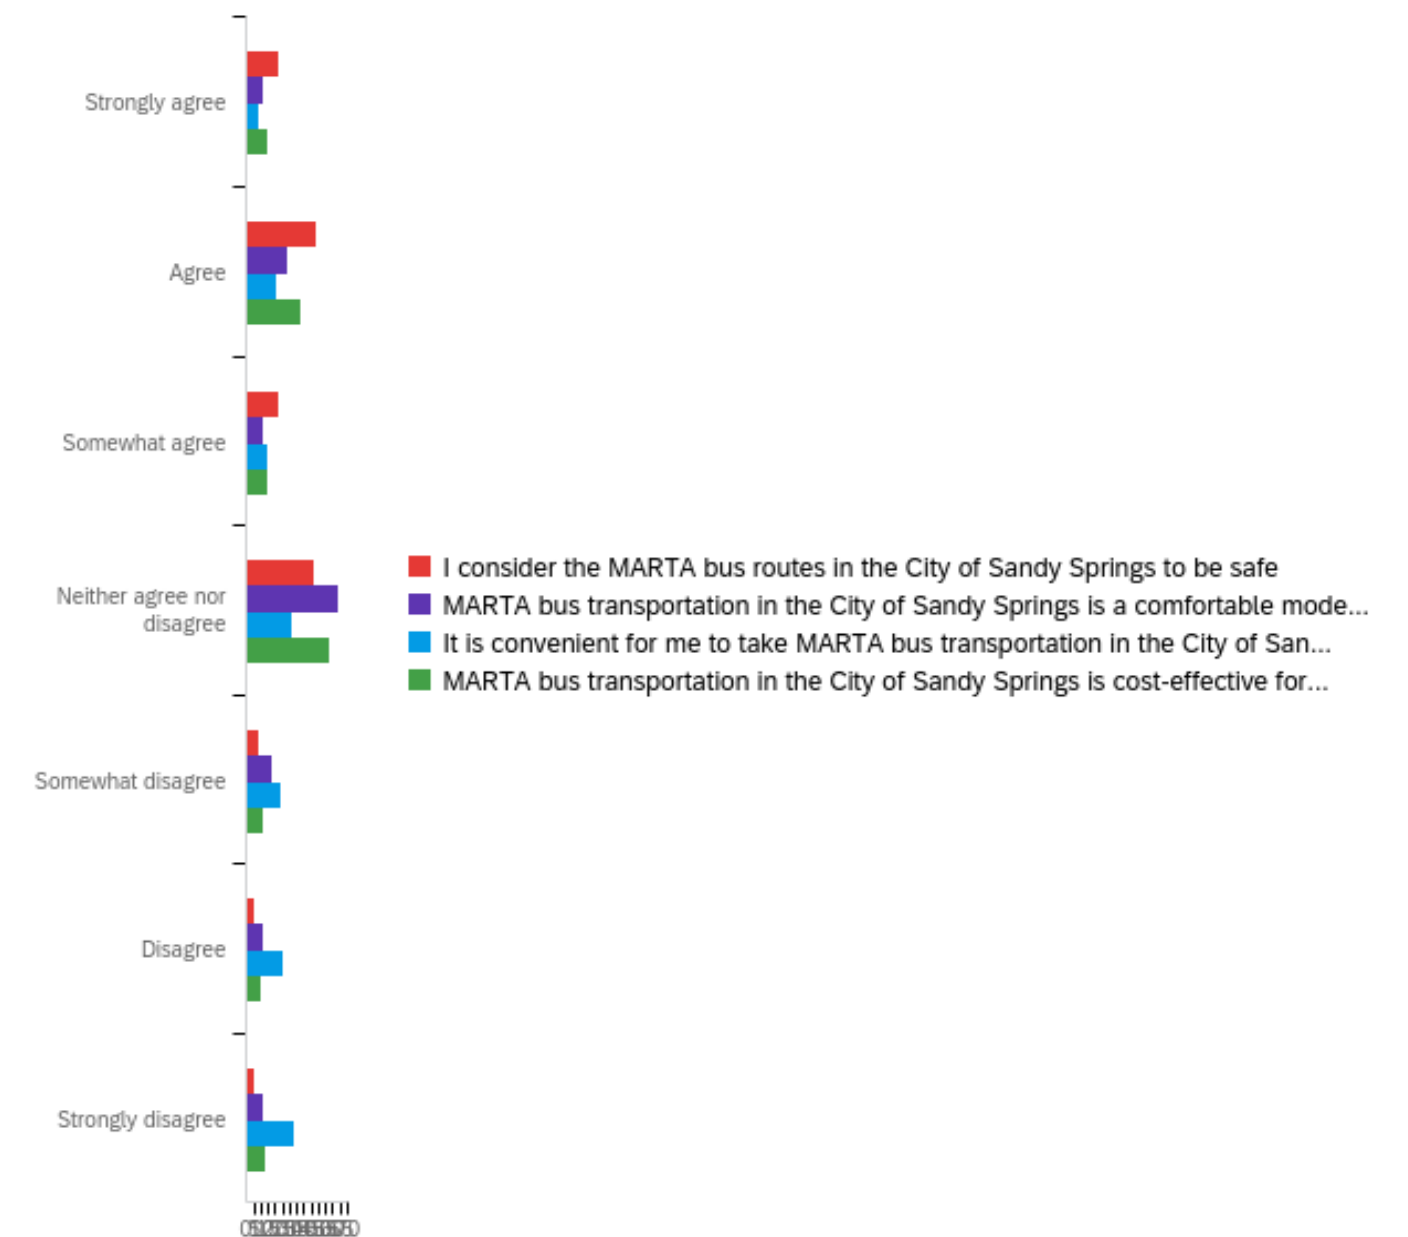 Strongly agree
Agree
Somewhat agree
Neither agree nor
disagree
Somewhat disagree
Disagree
Strongly disagree
I consider the MARTA bus routes in the City of Sandy Springs to be safe
MARTA bus transportation in the City of Sandy Springs is a comfortable mode...
It is convenient for me to take MARTA bus transportation in the City of San...
MARTA bus transportation in the City of Sandy Springs is cost-effective for...